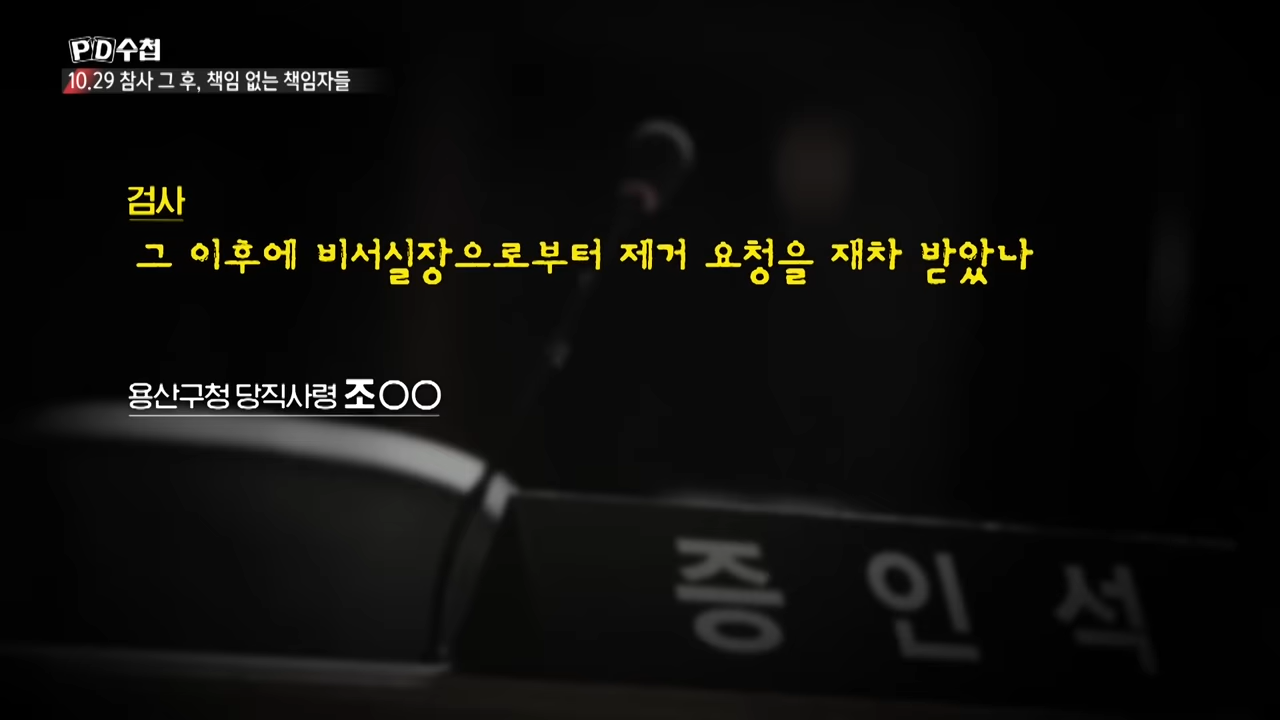 PD수첩
10.29 참사 그 후, 책임 없는 책임자들
검사
그 이후에 비서실장으로부터 제거 요청을 재차 받았나
용산구청 당직사령 조○○
증인석